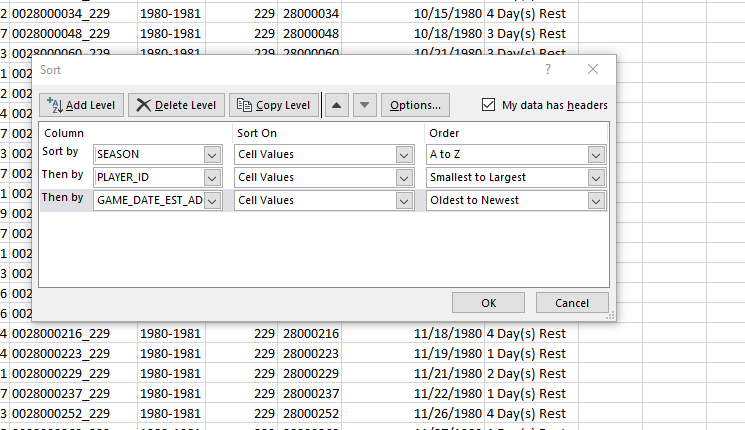 2 0028000034_229 1980-1981 229 28000034 10/15/1980 4 Day(s) Rest
7 0028000048_229 1980-1981 229 28000048 10/18/1980 3 Day(s) Rest
3 0028000060_229 1980-1981 229 28000060 10/21/1980 3 Day(s) Rest
Sort ?
Add Level Delete Level Copy Level Options... My data has headers
Column Sort On Order
Sort by SEASON Cell Values A to Z
Then by PLAYER_ID Cell Values Smallest to Largest
Then by GAME_DATE_EST_AD Cell Values Oldest to Newest
OK Cancel
4 0028000216_229 1980-1981 229 28000216 11/18/1980 4 Day(s) Rest
4 0028000223_229 1980-1981 229 28000223 11/19/1980 1 Day(s) Rest
0 0028000229_229 1980-1981 229 28000229 11/21/1980 2 Day(s) Rest
7 0028000237_229 1980-1981 229 28000237 11/22/1980 1 Day(s) Rest
3 0028000252_229 1980-1981 229 28000252 11/26/1980 4 Day(s) Rest